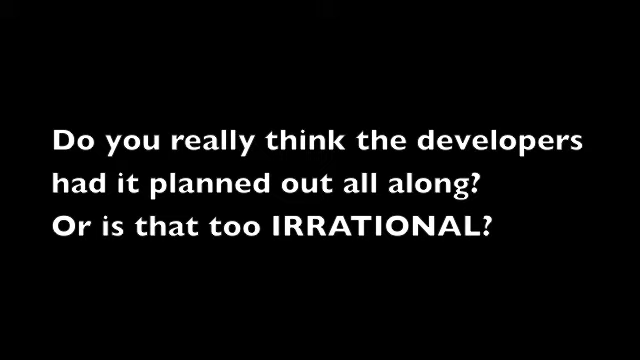 Do you really think the developers
had it planned out all along?
Or is that too IRRATIONAL?